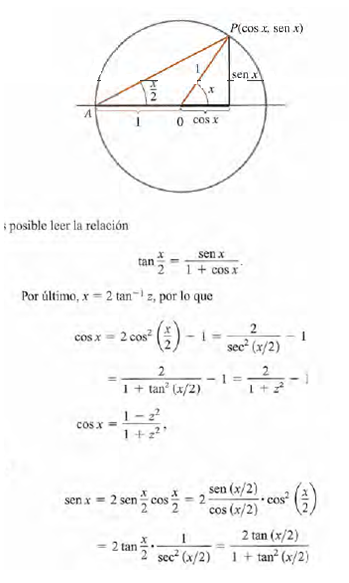 P(cos x, sen x)
1
sen x
x/2
x
A
1
0
cos x
s posible leer la relación
tan x/2 = sen x / (1 + cos x).
Por último, x = 2 tan⁻¹ z, por lo que
cos x = 2 cos² (x/2) − 1 = 2 / sec² (x/2) − 1
= 2 / (1 + tan² (x/2)) − 1 = 2 / (1 + z²) − 1
cos x = (1 − z²) / (1 + z²),
sen x = 2 sen x/2 cos x/2 = 2 sen (x/2) / cos (x/2) · cos² (x/2)
= 2 tan x/2 · 1 / sec² (x/2) = 2 tan (x/2) / (1 + tan² (x/2))